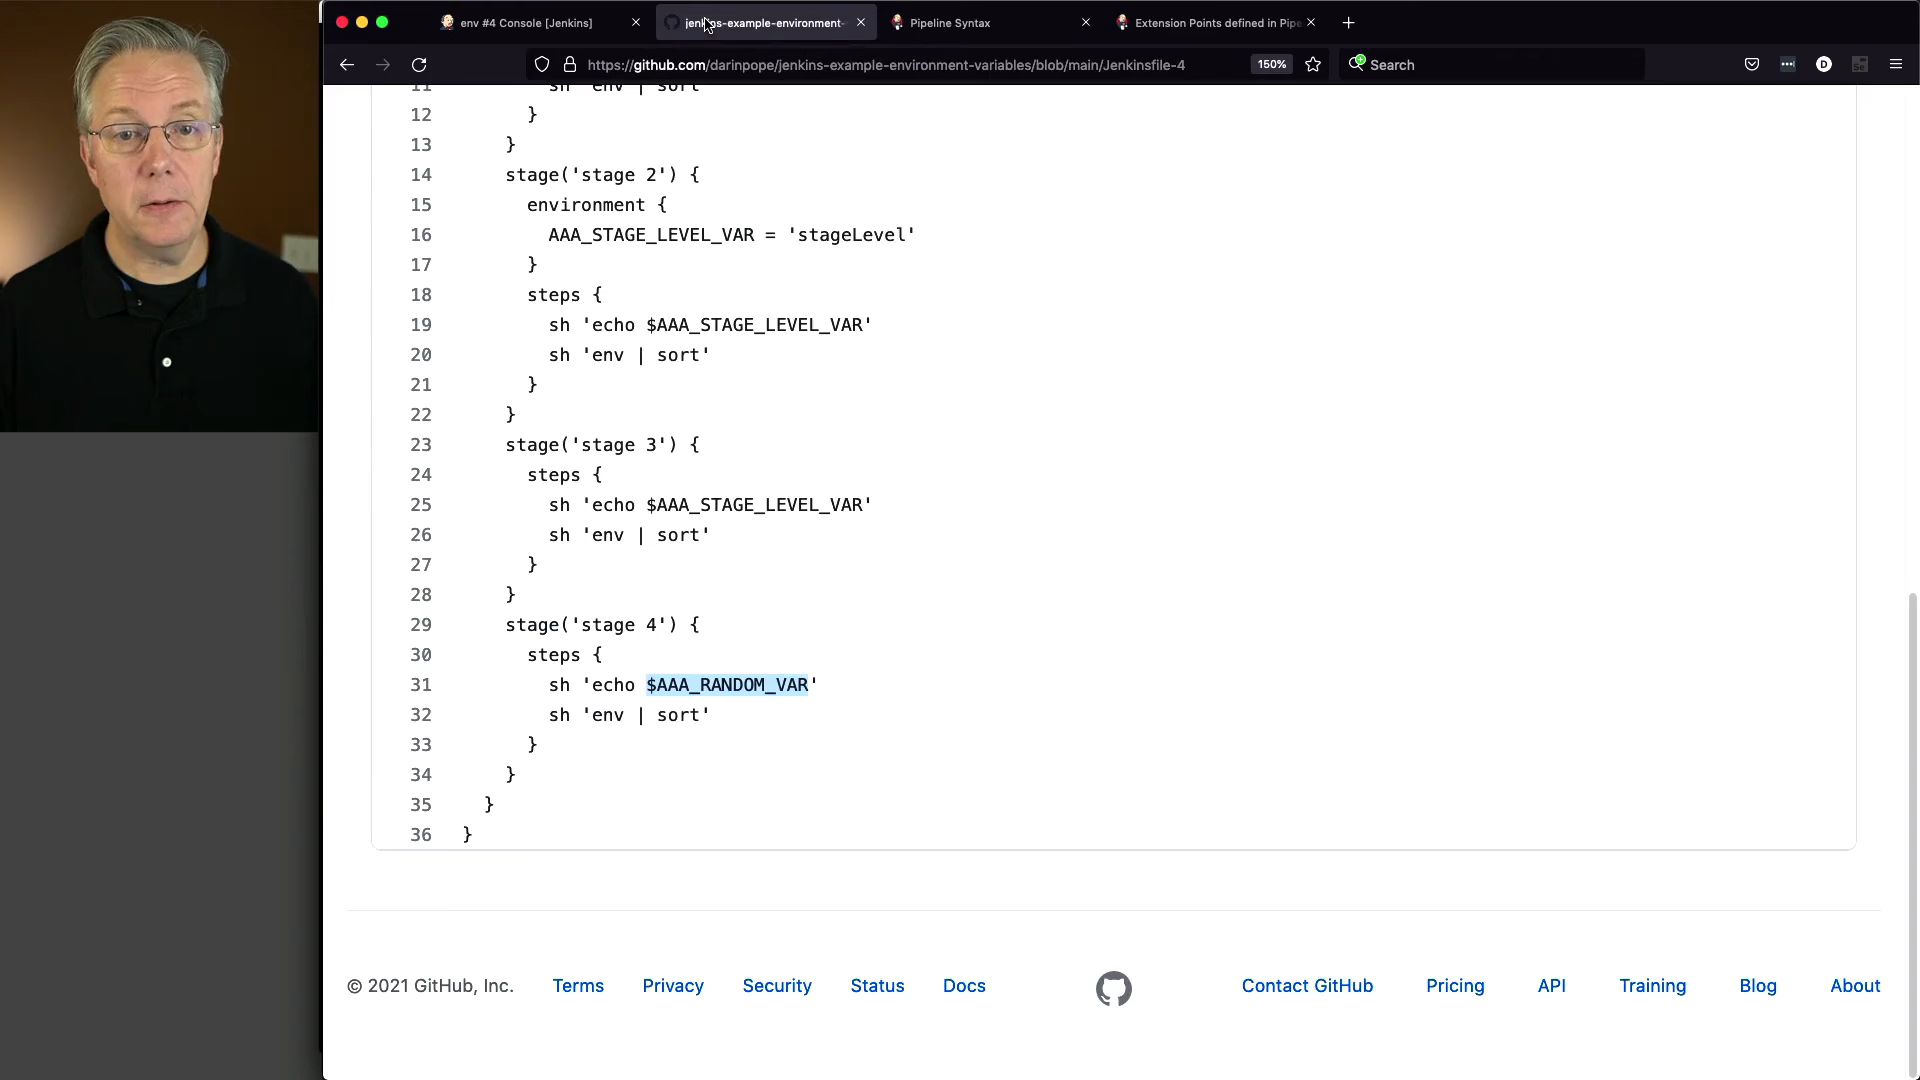 env #4 Console [Jenkins]
jenkins-example-environment-
Pipeline Syntax
Extension Points defined in Pipe
https://github.com/darinpope/jenkins-example-environment-variables/blob/main/Jenkinsfile-4
150%
Search
D
11 sh 'env | sort'
12 }
13 }
14 stage('stage 2') {
15 environment {
16 AAA_STAGE_LEVEL_VAR = 'stageLevel'
17 }
18 steps {
19 sh 'echo $AAA_STAGE_LEVEL_VAR'
20 sh 'env | sort'
21 }
22 }
23 stage('stage 3') {
24 steps {
25 sh 'echo $AAA_STAGE_LEVEL_VAR'
26 sh 'env | sort'
27 }
28 }
29 stage('stage 4') {
30 steps {
31 sh 'echo $AAA_RANDOM_VAR'
32 sh 'env | sort'
33 }
34 }
35 }
36 }
© 2021 GitHub, Inc. Terms Privacy Security Status Docs Contact GitHub Pricing API Training Blog About